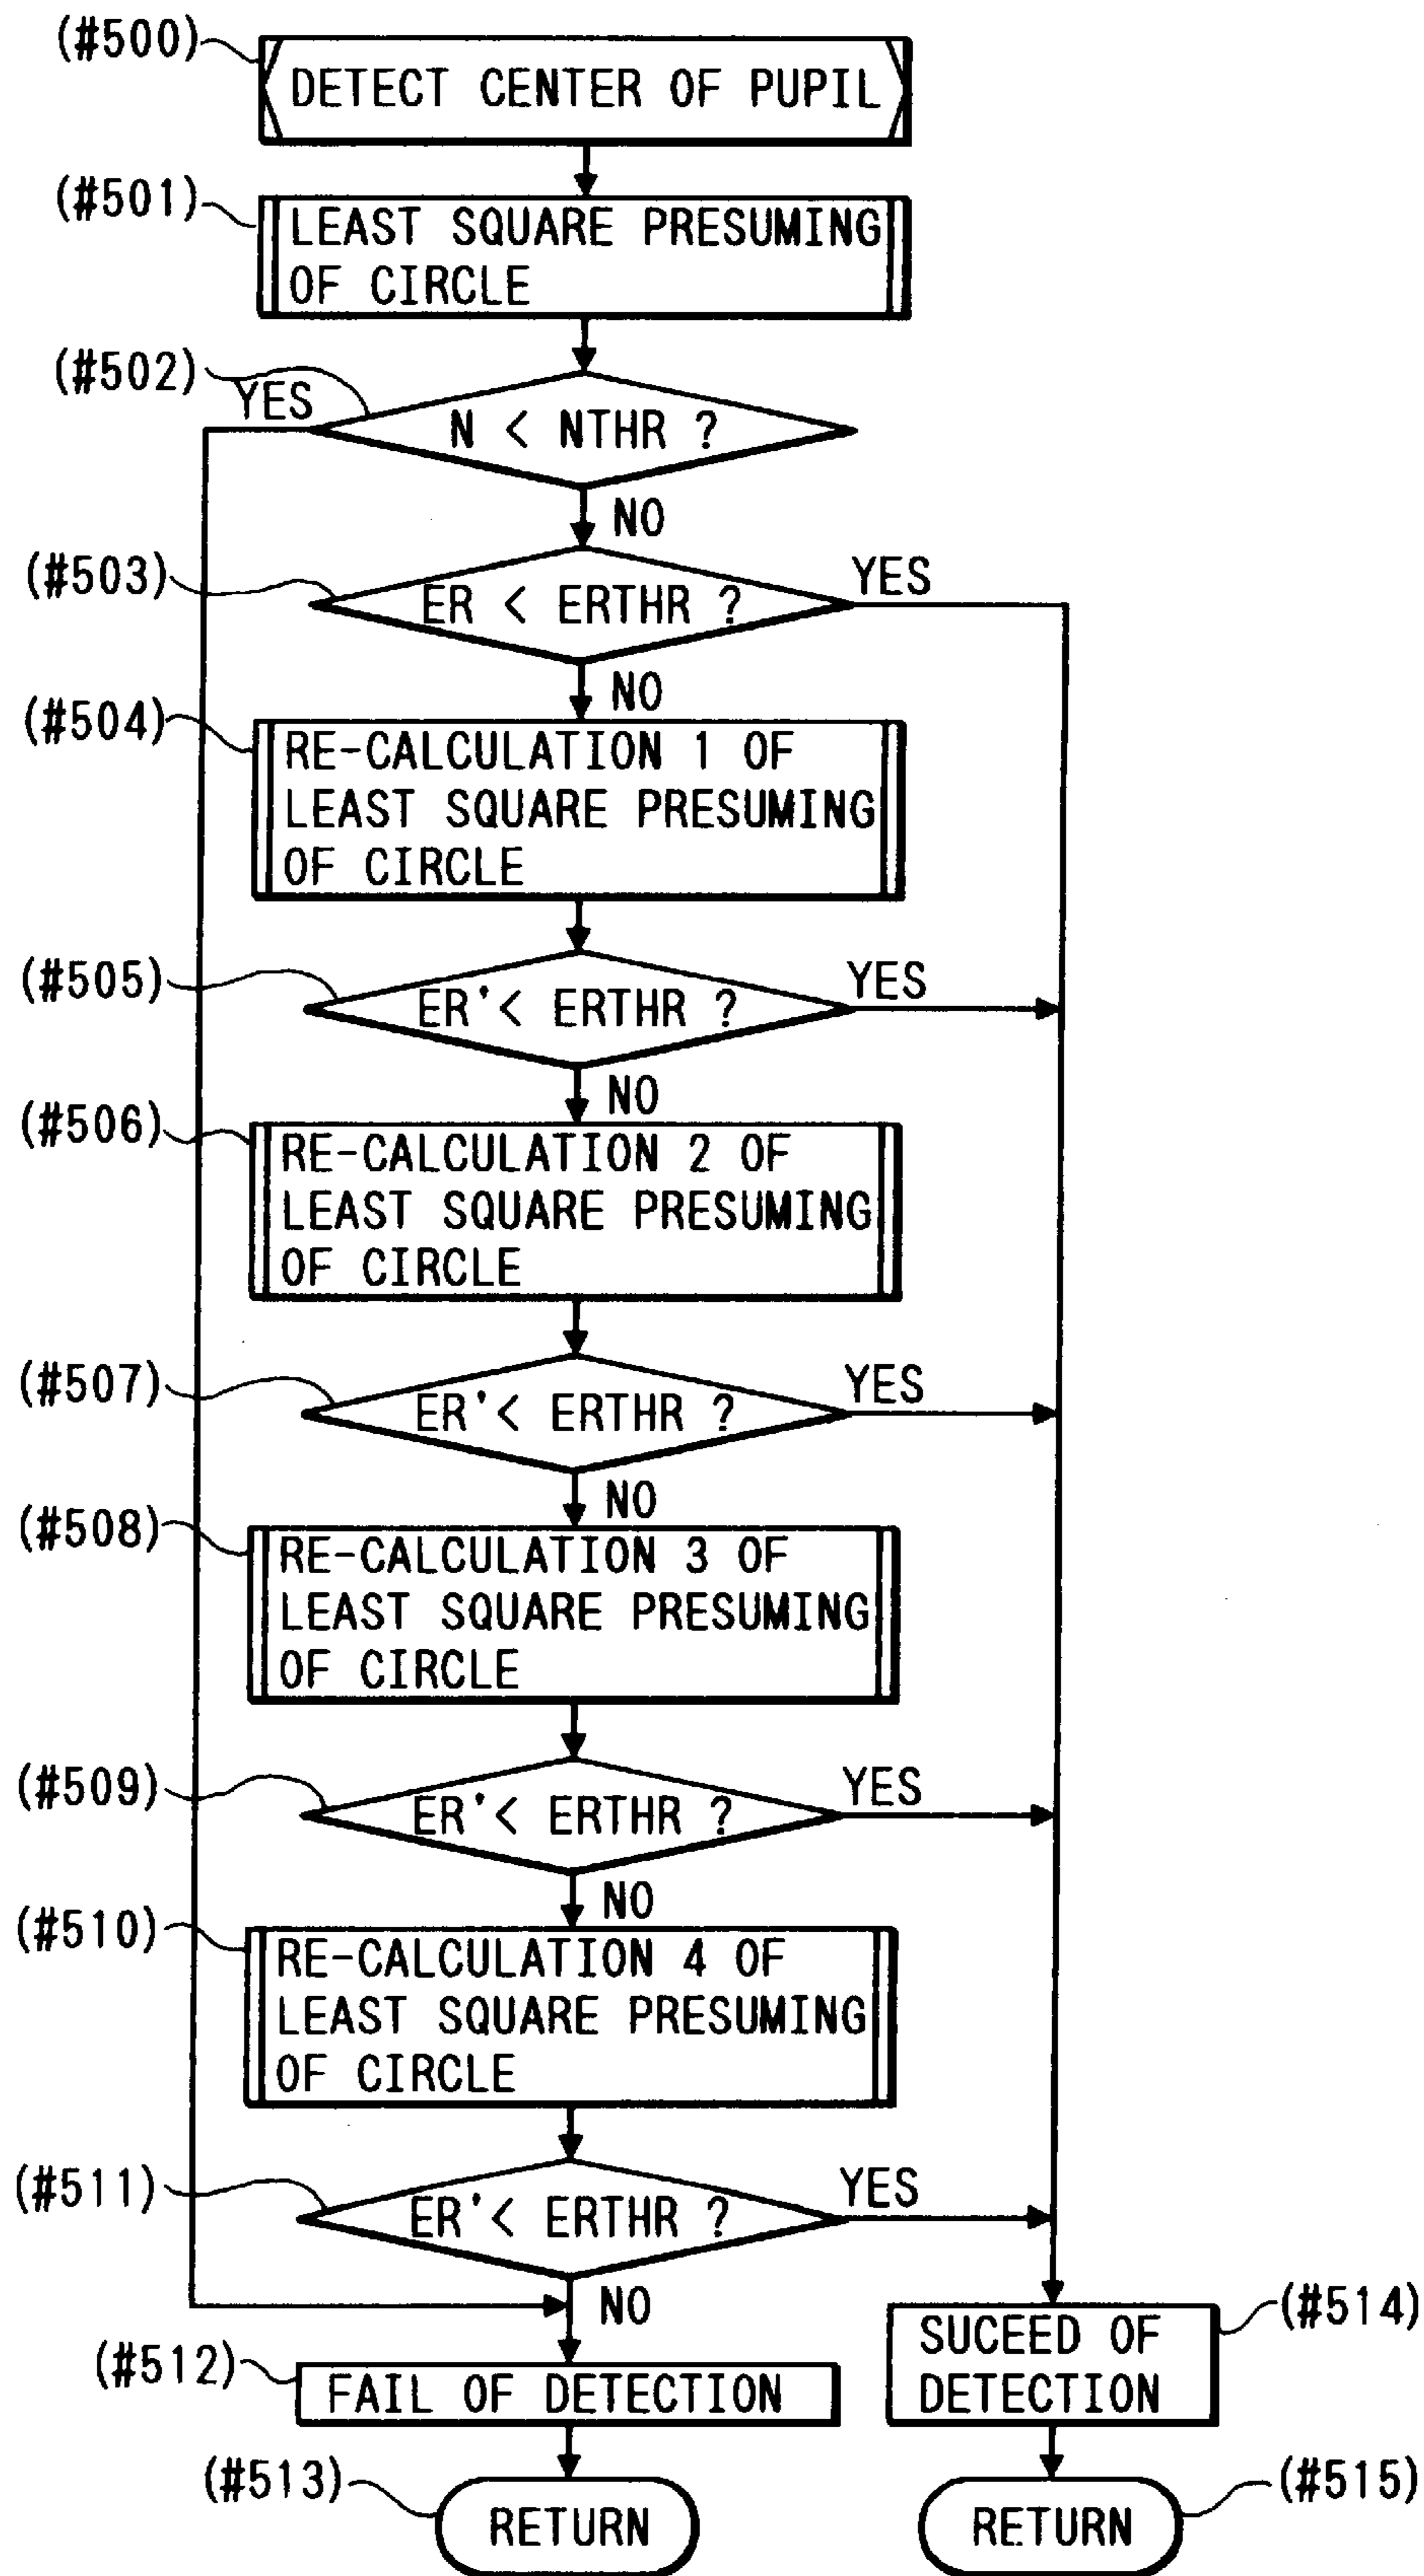 (#500)
DETECT CENTER OF PUPIL
(#501)
LEAST SQUARE PRESUMING
OF CIRCLE
(#502)
YES
N < NTHR ?
NO
(#503)
ER < ERTHR ?
YES
NO
(#504)
RE-CALCULATION 1 OF
LEAST SQUARE PRESUMING
OF CIRCLE
(#505)
ER'< ERTHR ?
YES
NO
(#506)
RE-CALCULATION 2 OF
LEAST SQUARE PRESUMING
OF CIRCLE
(#507)
ER'< ERTHR ?
YES
NO
(#508)
RE-CALCULATION 3 OF
LEAST SQUARE PRESUMING
OF CIRCLE
(#509)
ER'< ERTHR ?
YES
NO
(#510)
RE-CALCULATION 4 OF
LEAST SQUARE PRESUMING
OF CIRCLE
(#511)
ER'< ERTHR ?
YES
NO
(#512)
FAIL OF DETECTION
(#513)
RETURN
(#514)
SUCEED OF
DETECTION
(#515)
RETURN